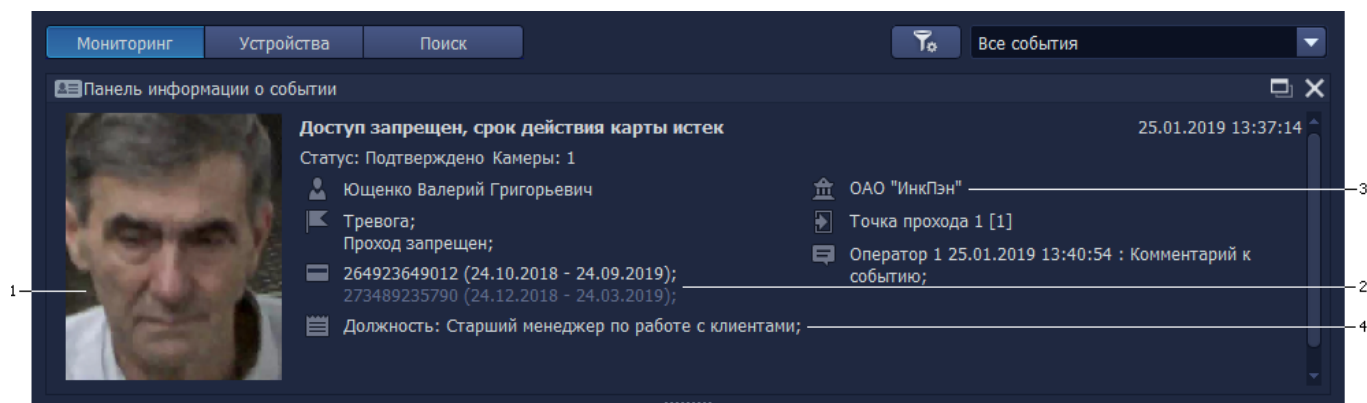 Мониторинг
Устройства
Поиск
Все события
Панель информации о событии
Доступ запрещен, срок действия карты истек
25.01.2019 13:37:14
Статус: Подтверждено Камеры: 1
Ющенко Валерий Григорьевич
Тревога;
Проход запрещен;
264923649012 (24.10.2018 - 24.09.2019);
273489235790 (24.12.2018 - 24.03.2019);
Должность: Старший менеджер по работе с клиентами;
ОАО "ИнкПэн"
Точка прохода 1 [1]
Оператор 1 25.01.2019 13:40:54 : Комментарий к
событию;
1
3
2
4